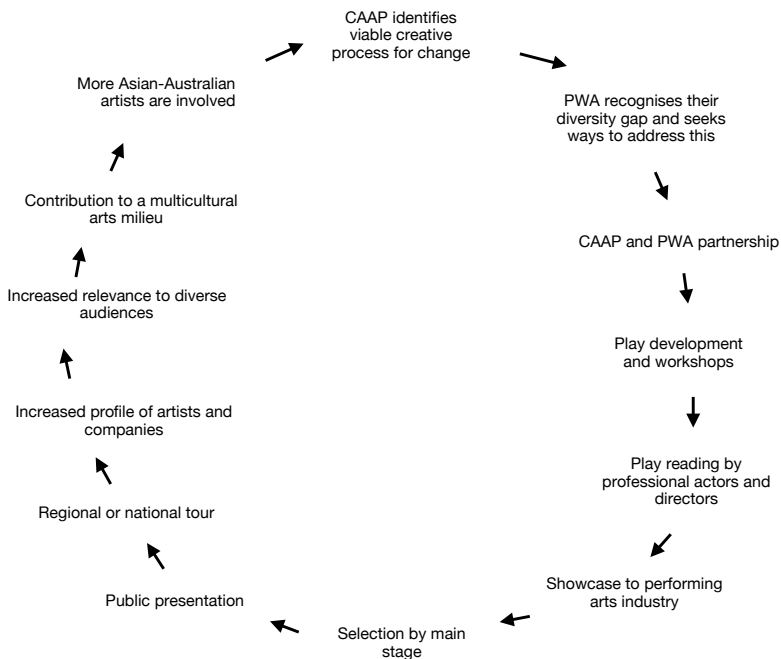 CAAP identifies
viable creative
process for change
PWA recognises their
diversity gap and seeks
ways to address this
CAAP and PWA partnership
Play development
and workshops
Play reading by
professional actors and
directors
Showcase to performing
arts industry
Selection by main
stage
Public presentation
Regional or national tour
Increased profile of artists and
companies
Increased relevance to diverse
audiences
Contribution to a multicultural
arts milieu
More Asian-Australian
artists are involved